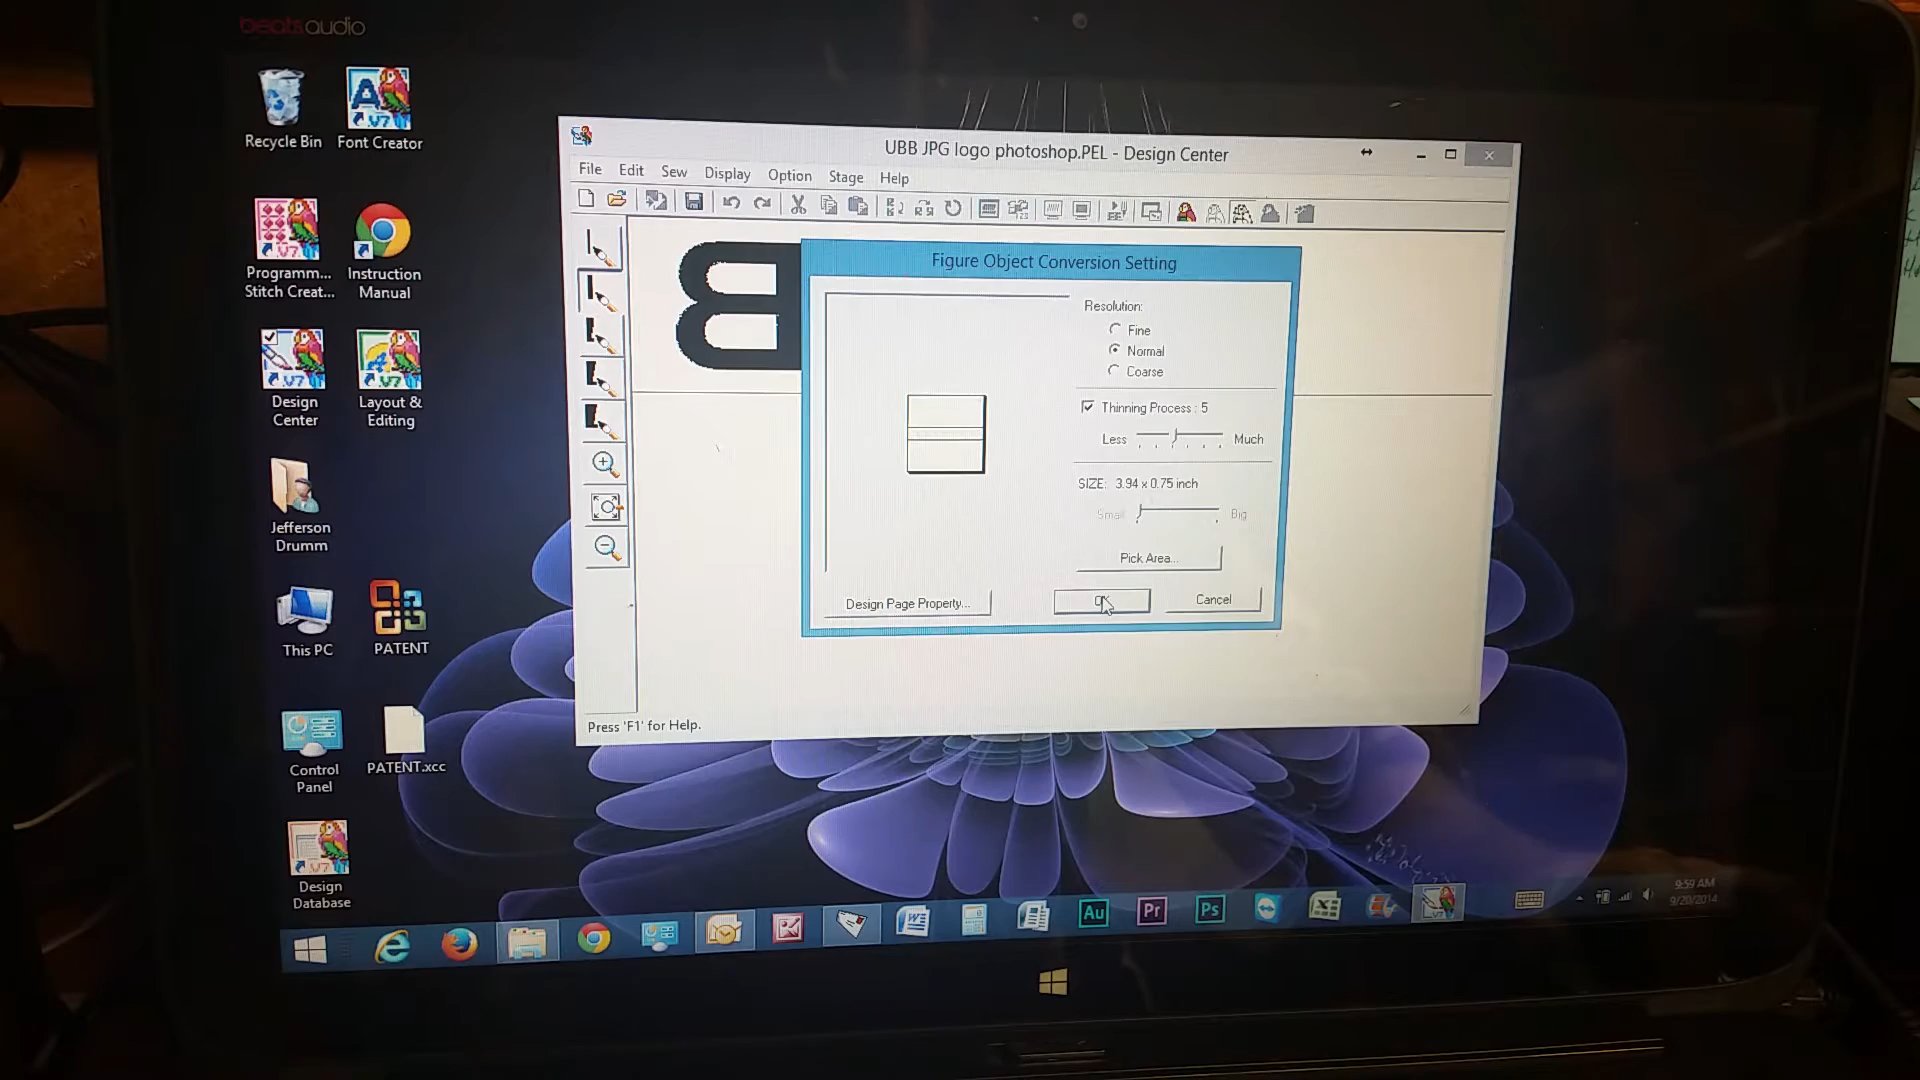 beatsaudio
Recycle Bin
Font Creator
Programm...
Stitch Creat...
Instruction
Manual
Design
Center
Layout &
Editing
Jefferson
Drumm
This PC
PATENT
Control
Panel
PATENT.xcc
Design
Database
UBB JPG logo photoshop.PEL - Design Center
File Edit Sew Display Option Stage Help
Figure Object Conversion Setting
Resolution:
Fine
Normal
Coarse
Thinning Process : 5
Less Much
SIZE: 3.94 x 0.75 inch
Small Big
Pick Area...
Design Page Property...
Cancel
Press 'F1' for Help.
Au Pr Ps
9:59 AM
9/20/2014